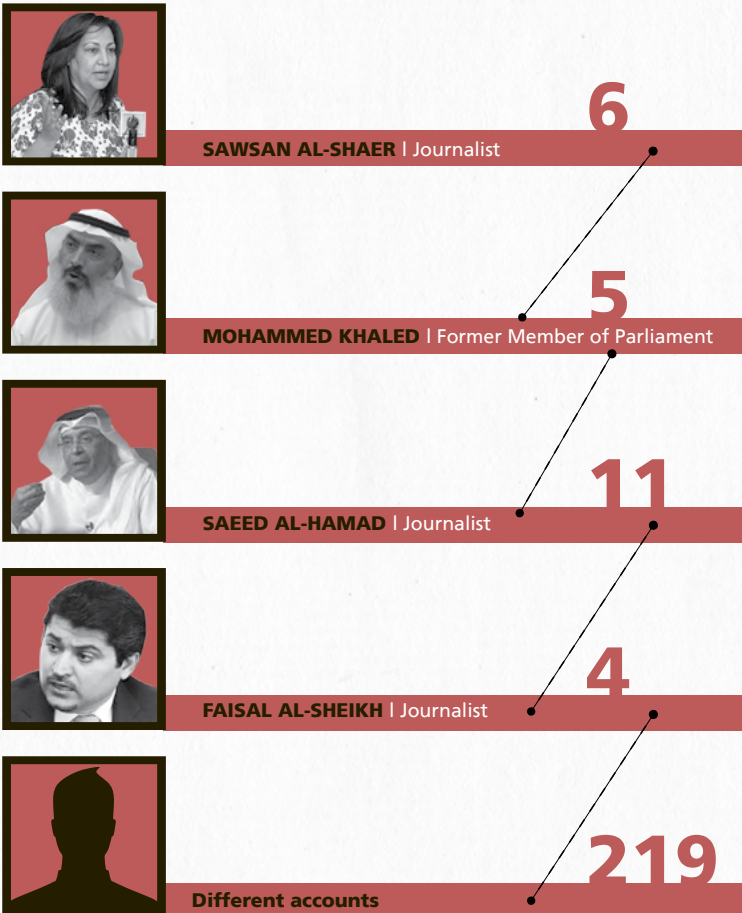 6
SAWSAN AL-SHAER | Journalist
5
MOHAMMED KHALED | Former Member of Parliament
11
SAEED AL-HAMAD | Journalist
4
FAISAL AL-SHEIKH | Journalist
219
Different accounts